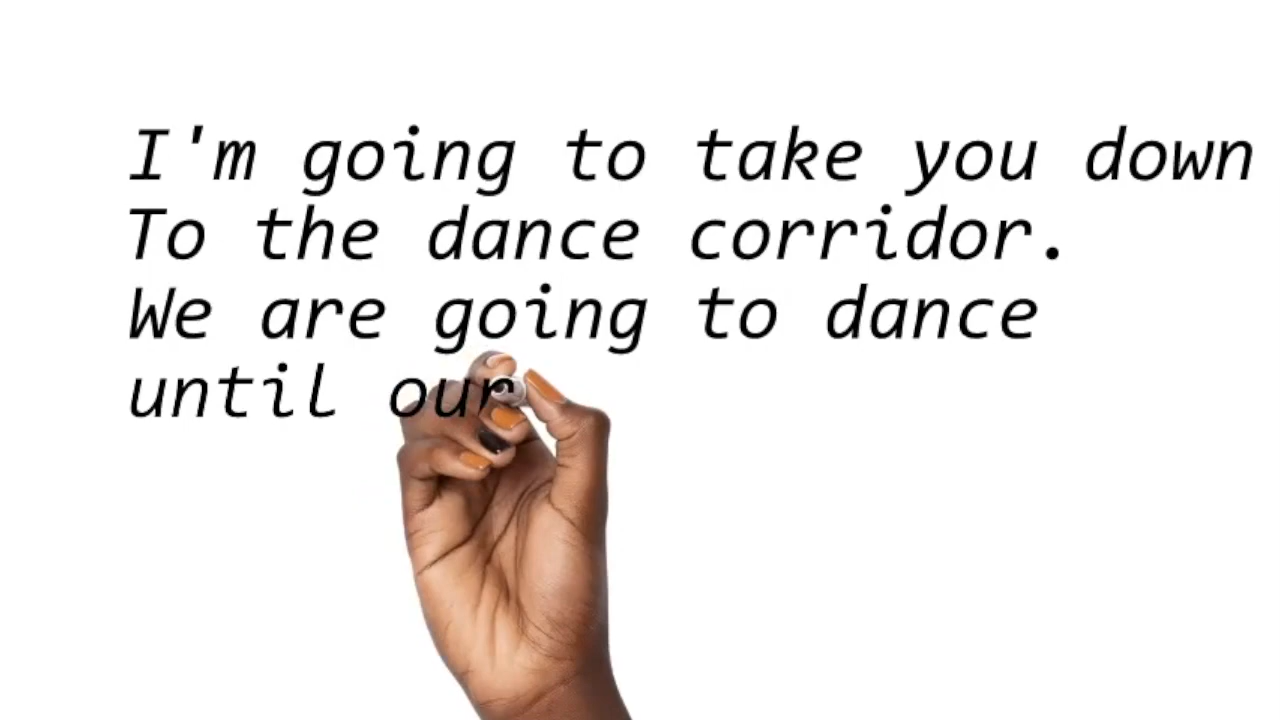 I'm going to take you down
To the dance corridor.
We are going to dance
until our